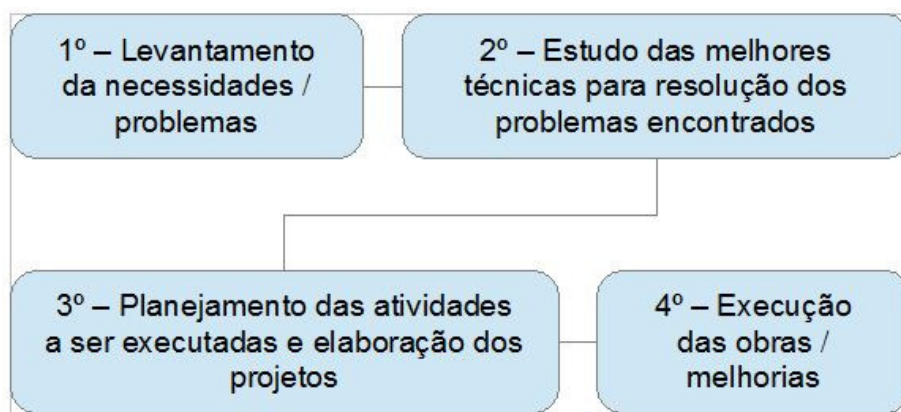 1º – Levantamento
da necessidades /
problemas
2º – Estudo das melhores
técnicas para resolução dos
problemas encontrados
3º – Planejamento das atividades
a ser executadas e elaboração dos
projetos
4º – Execução
das obras /
melhorias